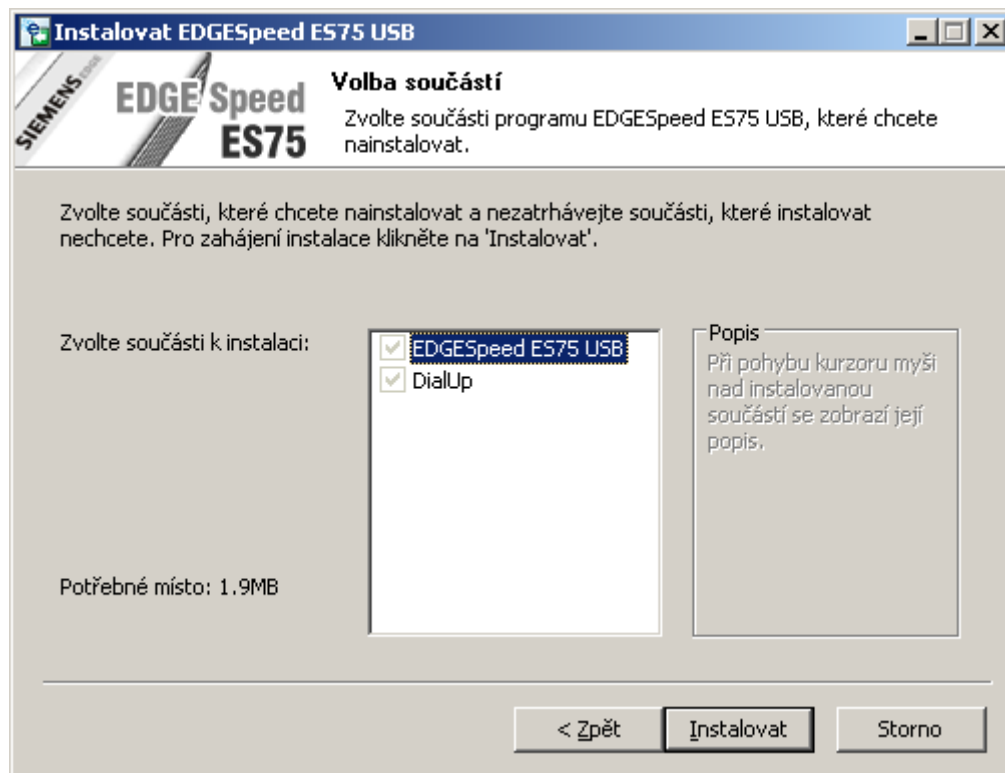 Instalovat EDGESpeed ES75 USB
SIEMENS EDGE
EDGE Speed
ES75
Volba součástí
Zvolte součásti programu EDGESpeed ES75 USB, které chcete
nainstalovat.
Zvolte součásti, které chcete nainstalovat a nezatrhávejte součásti, které instalovat
nechcete. Pro zahájení instalace klikněte na 'Instalovat'.
Zvolte součásti k instalaci:
EDGESpeed ES75 USB
DialUp
Popis
Při pohybu kurzoru myši
nad instalovanou
součástí se zobrazí její
popis.
Potřebné místo: 1.9MB
< Zpět
Instalovat
Storno